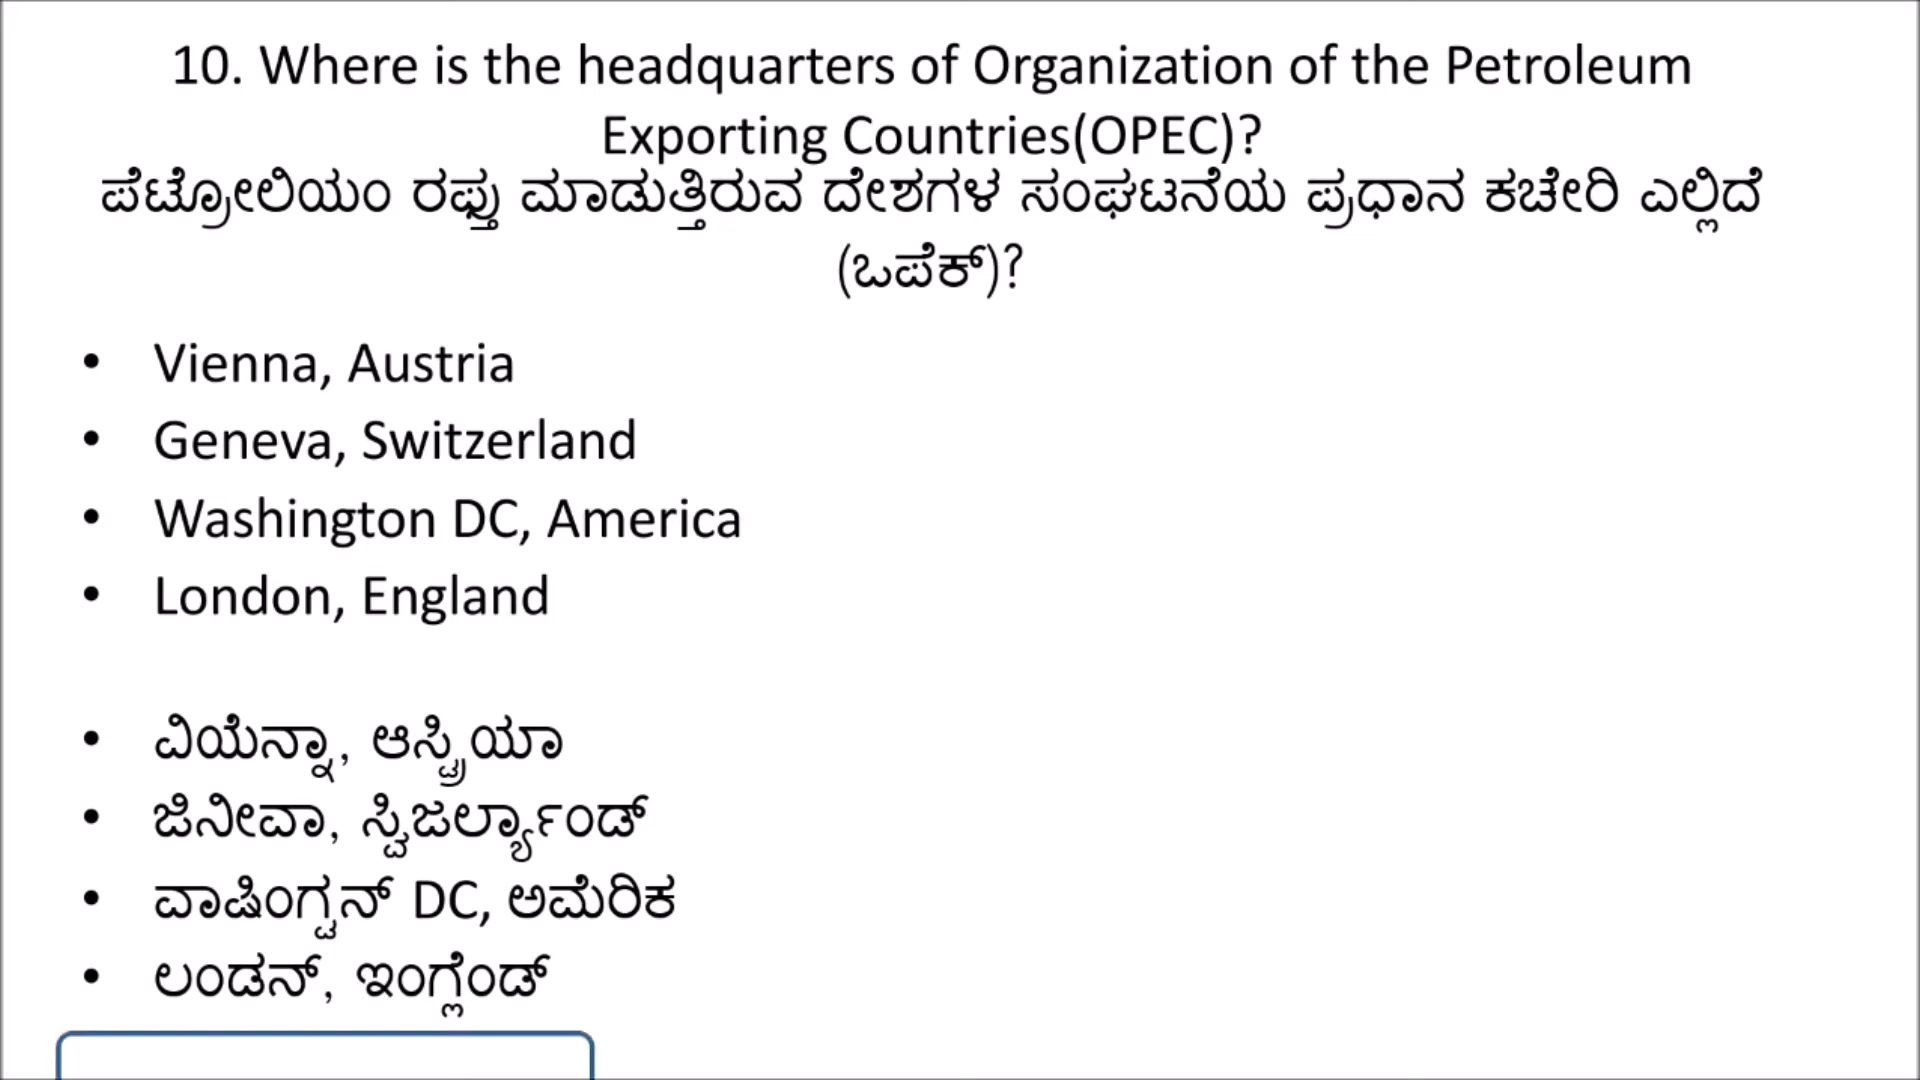 10. Where is the headquarters of Organization of the Petroleum
Exporting Countries(OPEC)?
ಪೆಟ್ರೋಲಿಯಂ ರಫ್ತು ಮಾಡುತ್ತಿರುವ ದೇಶಗಳ ಸಂಘಟನೆಯ ಪ್ರಧಾನ ಕಚೇರಿ ಎಲ್ಲಿದೆ
(ಒಪೆಕ್)?
• Vienna, Austria
• Geneva, Switzerland
• Washington DC, America
• London, England
• ವಿಯೆನ್ನಾ, ಆಸ್ಟ್ರಿಯಾ
• ಜಿನೀವಾ, ಸ್ವಿಜರ್ಲ್ಯಾಂಡ್
• ವಾಷಿಂಗ್ಟನ್ DC, ಅಮೆರಿಕ
• ಲಂಡನ್, ಇಂಗ್ಲೆಂಡ್